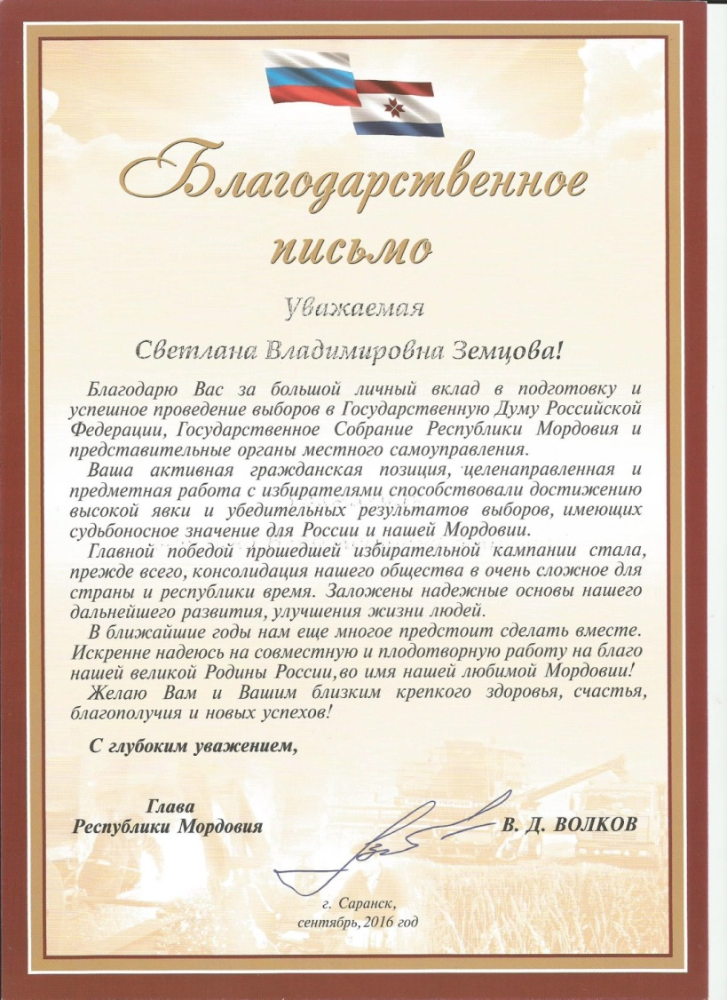 Благодарственное
письмо
Уважаемая
Светлана Владимировна Земцова!
Благодарю Вас за большой личный вклад в подготовку и
успешное проведение выборов в Государственную Думу Российской
Федерации, Государственное Собрание Республики Мордовия и
представительные органы местного самоуправления.
Ваша активная гражданская позиция, целенаправленная и
предметная работа с избирателями способствовали достижению
высокой явки и убедительных результатов выборов, имеющих
судьбоносное значение для России и нашей Мордовии.
Главной победой прошедшей избирательной кампании стала,
прежде всего, консолидация нашего общества в очень сложное для
страны и республики время. Заложены надежные основы нашего
дальнейшего развития, улучшения жизни людей.
В ближайшие годы нам еще многое предстоит сделать вместе.
Искренне надеюсь на совместную и плодотворную работу на благо
нашей великой Родины России, во имя нашей любимой Мордовии!
Желаю Вам и Вашим близким крепкого здоровья, счастья,
благополучия и новых успехов!
С глубоким уважением,
Глава
Республики Мордовия
В. Д. ВОЛКОВ
г. Саранск,
сентябрь, 2016 год